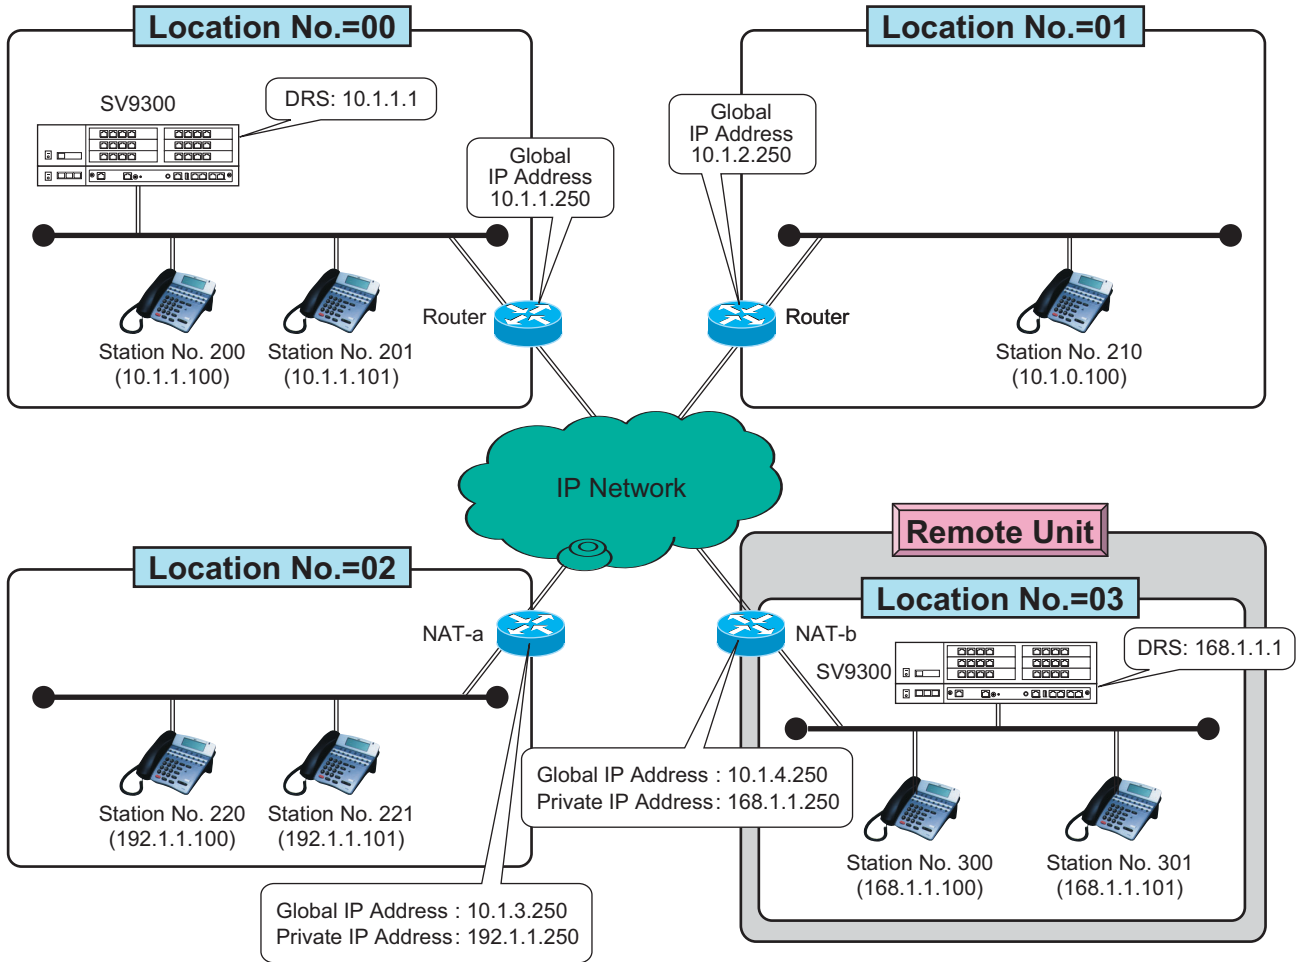 Location No.=00
SV9300
DRS: 10.1.1.1
Global
IP Address
10.1.1.250
Router
Station No. 200
(10.1.1.100)
Station No. 201
(10.1.1.101)
Location No.=01
Global
IP Address
10.1.2.250
Router
Station No. 210
(10.1.0.100)
IP Network
Location No.=02
NAT-a
Station No. 220
(192.1.1.100)
Station No. 221
(192.1.1.101)
Global IP Address : 10.1.3.250
Private IP Address: 192.1.1.250
Remote Unit
Location No.=03
NAT-b
SV9300
DRS: 168.1.1.1
Global IP Address : 10.1.4.250
Private IP Address: 168.1.1.250
Station No. 300
(168.1.1.100)
Station No. 301
(168.1.1.101)